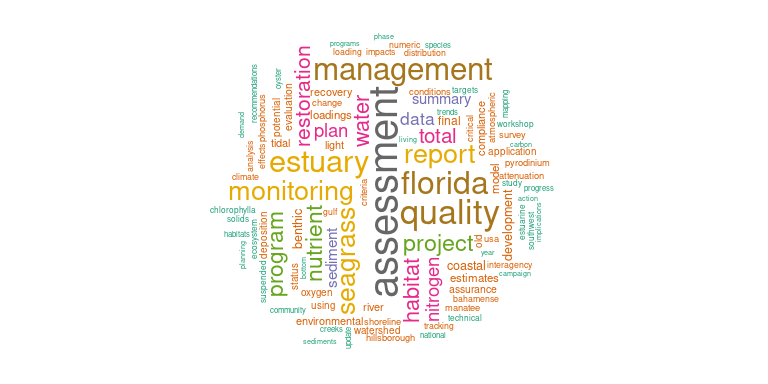 phase
programs
numeric
species
loading
impacts
distribution
restoration
management
recommendations
oyster
recovery
conditions
targets
phosphorus
potential
evaluation
change
water
assessment
summary
mapping
demand
loadings
data
final
trends
critical
compliance
atmospheric
workshop
plan
total
survey
analysis
effects
tidal
light
living
carbon
estuary
report
application
pyrodinium
climate
model
attenuation
monitoring
criteria
florida
study
progress
chlorophyll
solids
gulf
quality
action
habitats
ecosystem
deposition
program
benthic
nutrient
sediment
seagrass
project
old
usa
development
estuarine
southwest
implications
planning
suspended
status
bottom
year
habitat
nitrogen
coastal
interagency
campaign
estimates
oxygen
assurance
using
river
bahamense
community
manatee
environmental
shoreline
technical
creeks
update
watershed
tracking
sediments
hillsborough
national